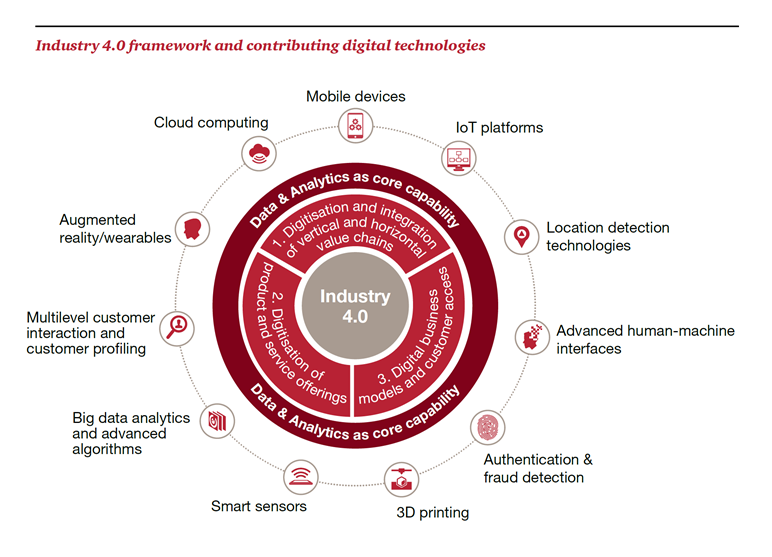 Industry 4.0 framework and contributing digital technologies
Mobile devices
Cloud computing
IoT platforms
Augmented
reality/wearables
Location detection
technologies
Multilevel customer
interaction and
customer profiling
Advanced human-machine
interfaces
Big data analytics
and advanced
algorithms
Authentication &
fraud detection
Smart sensors
3D printing
Data & Analytics as core capability
1. Digitisation and integration
of vertical and horizontal
value chains
2. Digitisation of
product and service offerings
3. Digital business
models and customer access
Industry
4.0
Data & Analytics as core capability